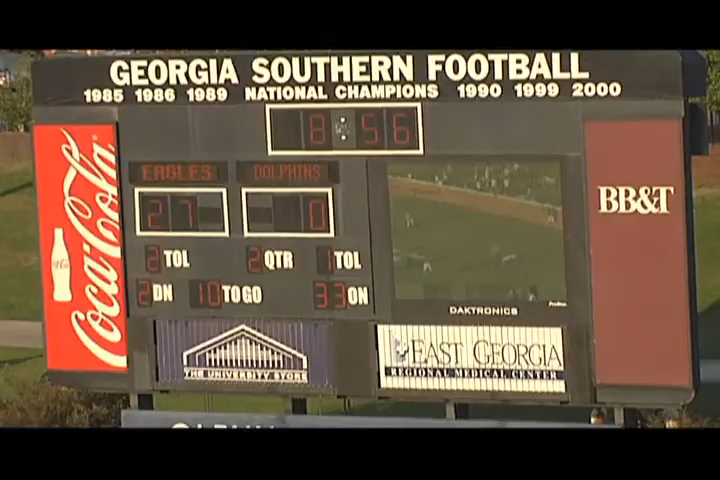 GEORGIA SOUTHERN FOOTBALL
1985 1986 1989 NATIONAL CHAMPIONS 1990 1999 2000
8:56
EAGLES DOLPHINS
27 0
2 TOL 2 QTR 1 TOL
2 DN 10 TO GO 33 ON
Coca-Cola
BB&T
DAKTRONICS
THE UNIVERSITY STORE
EAST GEORGIA
REGIONAL MEDICAL CENTER